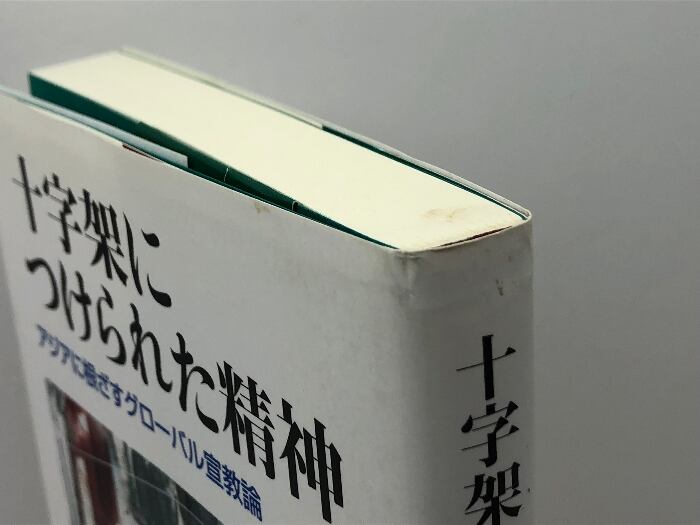 十字架に
つけられた精神
アジアに根ざすグローバル宣教論
十字架